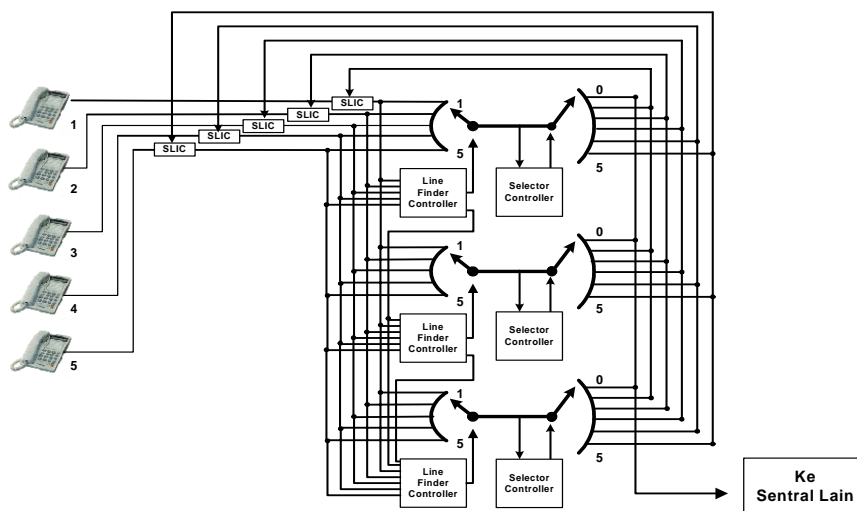 0
SLIC
1
SLIC
1
SLIC
SLIC
SLIC
5
5
2
Line
Finder
Controller
Selector
Controller
0
1
3
5
5
4
Line
Finder
Controller
Selector
Controller
5
0
1
5
5
Line
Finder
Controller
Selector
Controller
Ke
Sentral Lain